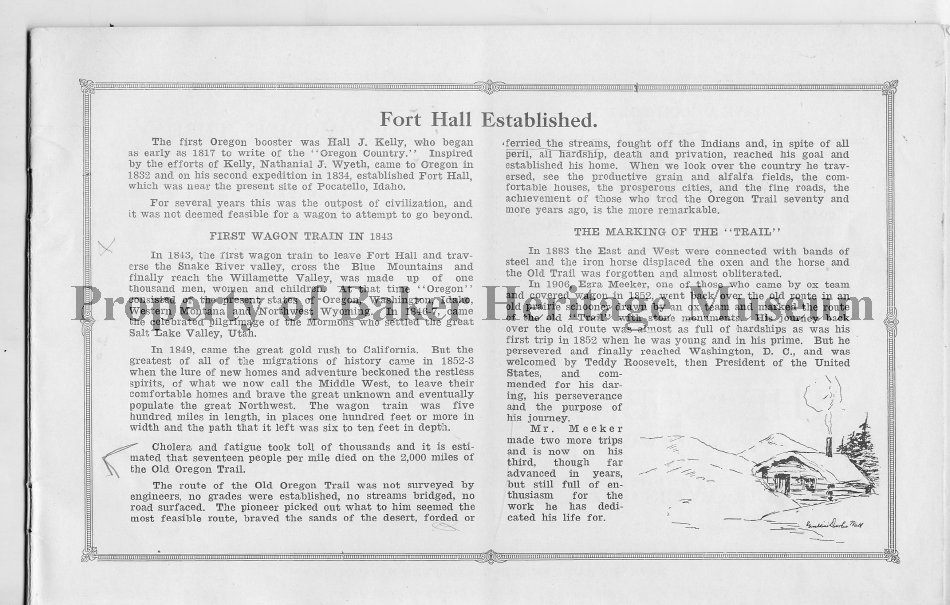 Fort Hall Established.
The first Oregon booster was Hall J. Kelly, who began
as early as 1817 to write of the "Oregon Country." Inspired
by the efforts of Kelly, Nathanial J. Wyeth, came to Oregon in
1832 and on his second expedition in 1834, established Fort Hall,
which was near the present site of Pocatello, Idaho.
For several years this was the outpost of civilization, and
it was not deemed feasible for a wagon to attempt to go beyond.
FIRST WAGON TRAIN IN 1843
In 1843, the first wagon train to leave Fort Hall and trav-
erse the Snake River valley, cross the Blue Mountains and
finally reach the Willamette Valley, was made up of one
thousand men, women and children. At that time "Oregon"
the celebrated pilgrimage of the Mormons who settled the great
Salt Lake Valley, Utah.
In 1849, came the great gold rush to California. But the
greatest of all of the migrations of history came in 1852-3
when the lure of new homes and adventure beckoned the restless
spirits, of what we now call the Middle West, to leave their
comfortable homes and brave the great unknown and eventually
populate the great Northwest. The wagon train was five
hundred miles in length, in places one hundred feet or more in
width and the path that it left was six to ten feet in depth.
Cholera and fatigue took toll of thousands and it is esti-
mated that seventeen people per mile died on the 2,000 miles of
the Old Oregon Trail.
The route of the Old Oregon Trail was not surveyed by
engineers, no grades were established, no streams bridged, no
road surfaced. The pioneer picked out what to him seemed the
most feasible route, braved the sands of the desert, forded or
ferried the streams, fought off the Indians and, in spite of all
peril, all hardship, death and privation, reached his goal and
established his home. When we look over the country he trav-
ersed, see the productive grain and alfalfa fields, the com-
fortable houses, the prosperous cities, and the fine roads, the
achievement of those who trod the Oregon Trail seventy and
more years ago, is the more remarkable.
THE MARKING OF THE "TRAIL"
In 1883 the East and West were connected with bands of
steel and the iron horse displaced the oxen and the horse and
the Old Trail was forgotten and almost obliterated.
In 1906, Ezra Meeker, one of those who came by ox team
and covered wagon in 1852, went back over the old route in a
prairie schooner drawn by an ox team and marked the route
of the old "Trail" with stone monuments. His journey back
over the old route was almost as full of hardships as was his
first trip in 1852 when he was young and in his prime. But he
persevered and finally reached Washington, D. C., and was
welcomed by Teddy Roosevelt, then President of the United
States, and com-
mended for his dar-
ing, his perseverance
and the purpose of
his journey.
Mr. Meeker
made two more trips
and is now on his
third, though far
advanced in years,
but still full of en-
thusiasm for the
work he has dedi-
cated his life for.
Property of Baker Heritage Museum